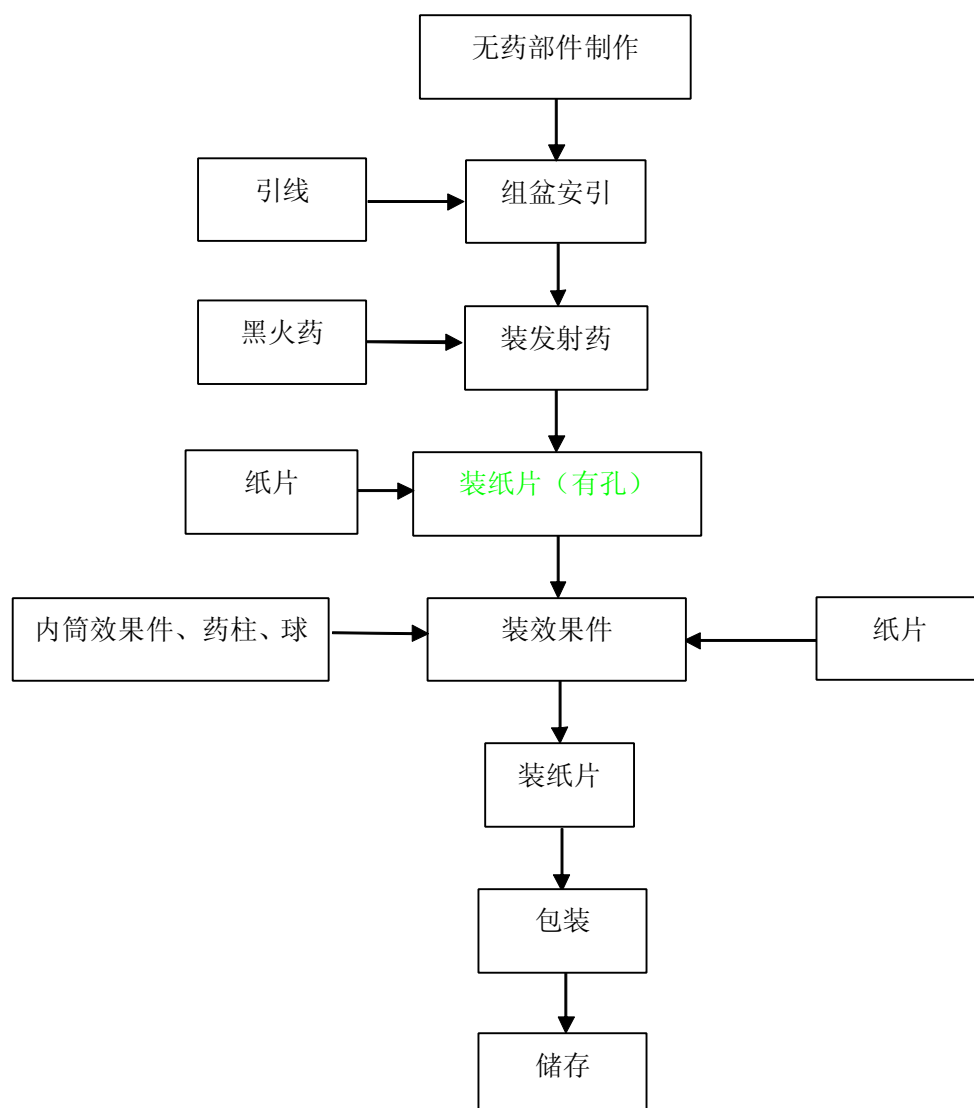 无药部件制作
引线
组盆安引
黑火药
装发射药
纸片
装纸片（有孔）
内筒效果件、药柱、球
装效果件
纸片
装纸片
包装
储存